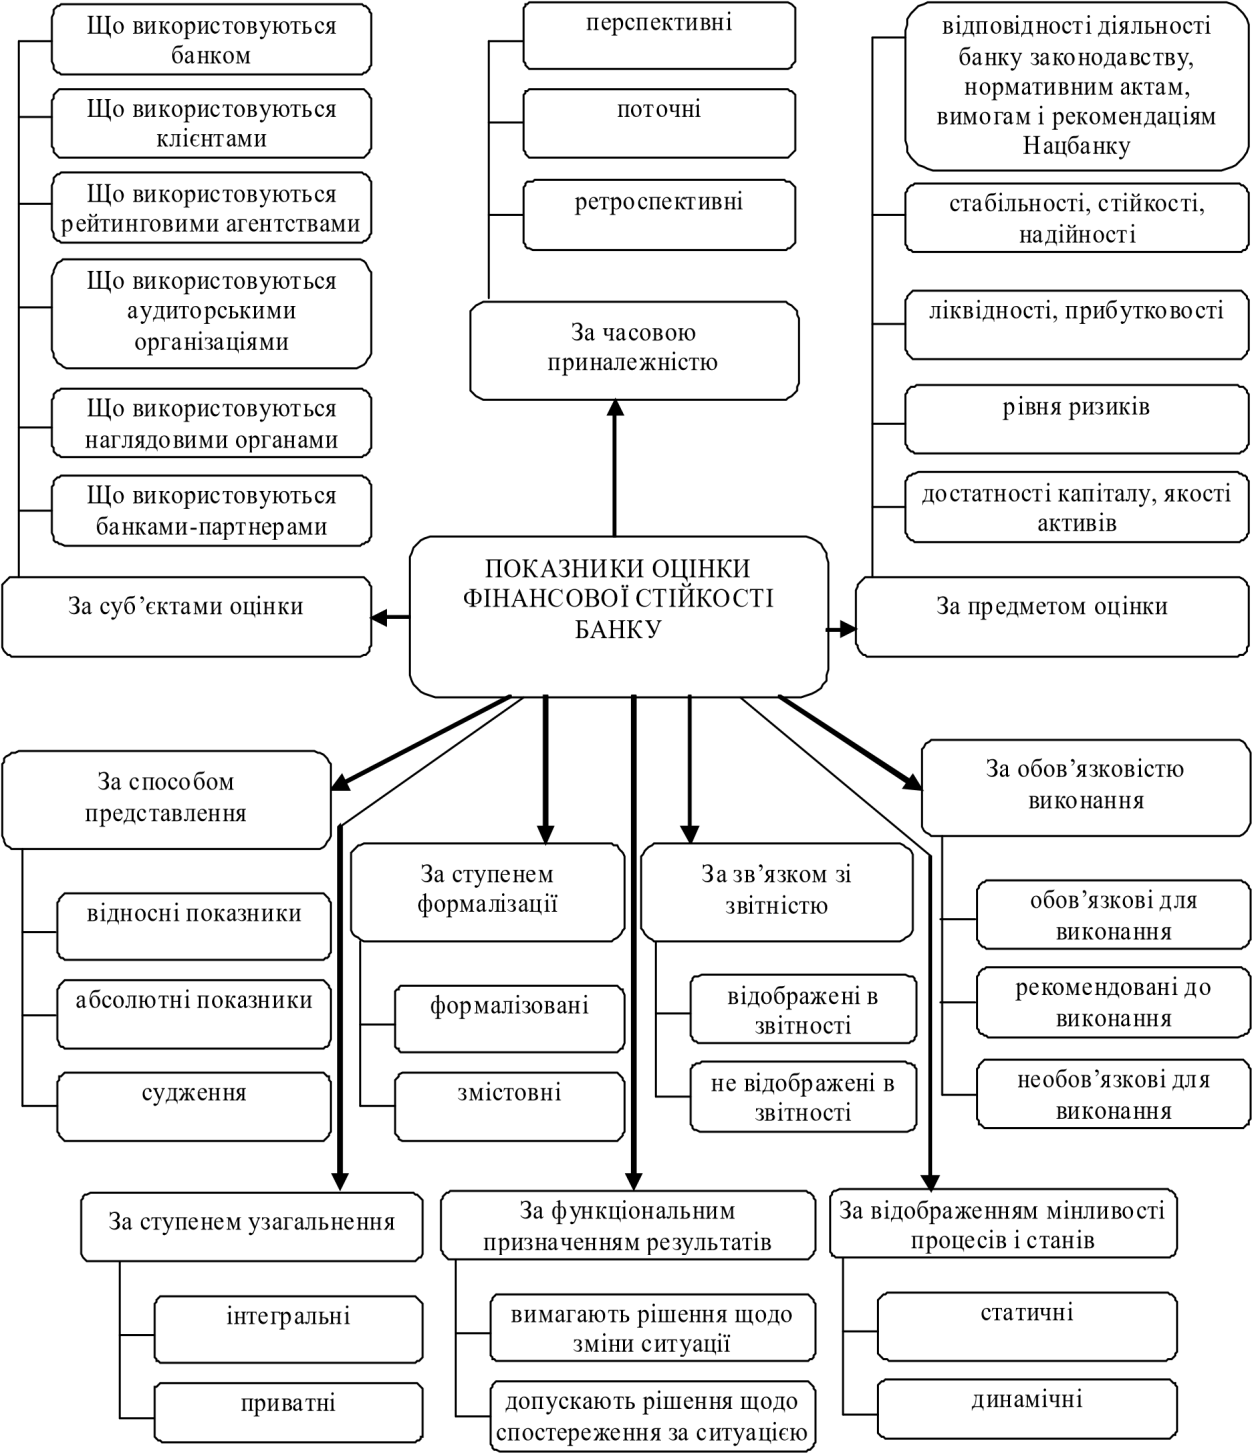 Що використовуються
банком
Що використовуються
клієнтами
Що використовуються
рейтинговими агентствами
Що використовуються
аудиторськими
організаціями
Що використовуються
наглядовими органами
Що використовуються
банками-партнерами
За суб’єктами оцінки
перспективні
поточні
ретроспективні
За часовою
приналежністю
відповідності діяльності
банку законодавству,
нормативним актам,
вимогам і рекомендаціям
Нацбанку
стабільності, стійкості,
надійності
ліквідності, прибутковості
рівня ризиків
достатності капіталу, якості
активів
За предметом оцінки
ПОКАЗНИКИ ОЦІНКИ
ФІНАНСОВОЇ СТІЙКОСТІ
БАНКУ
За способом
представлення
відносні показники
абсолютні показники
судження
За ступенем
формалізації
формалізовані
змістовні
За зв’язком зі
звітністю
відображені в
звітності
не відображені в
звітності
За обов’язковістю
виконання
обов’язкові для
виконання
рекомендовані до
виконання
необов’язкові для
виконання
За ступенем узагальнення
інтегральні
приватні
За функціональним
призначенням результатів
вимагають рішення щодо
зміни ситуації
допускають рішення щодо
спостереження за ситуацією
За відображенням мінливості
процесів і станів
статичні
динамічні